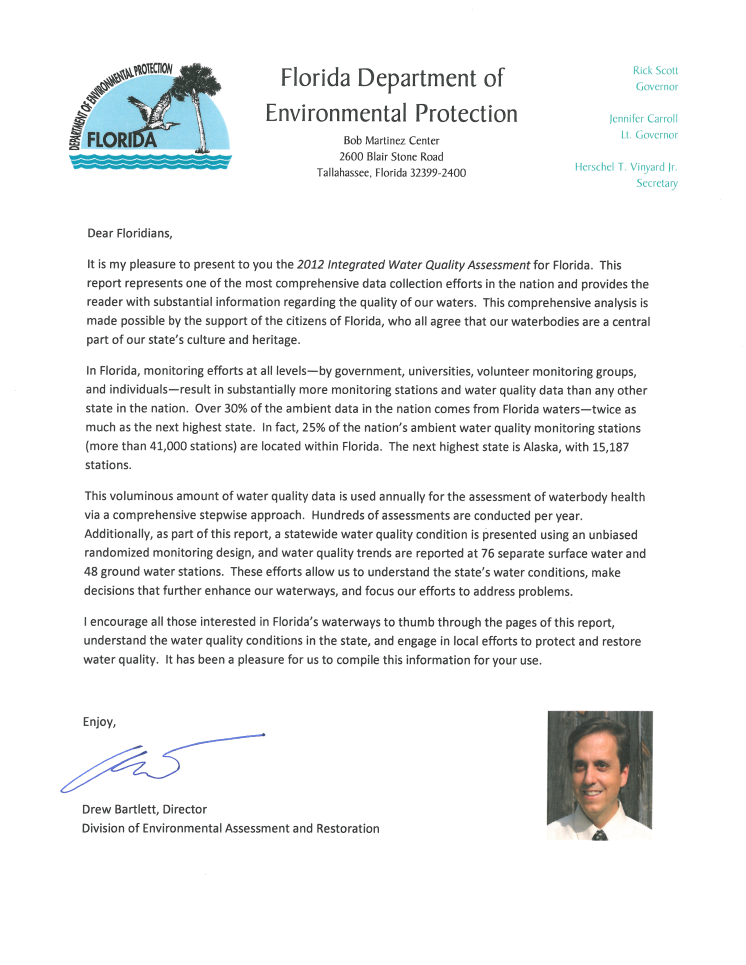 DEPARTMENT OF ENVIRONMENTAL PROTECTION
FLORIDA
Florida Department of
Environmental Protection
Bob Martinez Center
2600 Blair Stone Road
Tallahassee, Florida 32399-2400
Rick Scott
Governor
Jennifer Carroll
Lt. Governor
Herschel T. Vinyard Jr.
Secretary
Dear Floridians,
It is my pleasure to present to you the 2012 Integrated Water Quality Assessment for Florida.  This
report represents one of the most comprehensive data collection efforts in the nation and provides the
reader with substantial information regarding the quality of our waters.  This comprehensive analysis is
made possible by the support of the citizens of Florida, who all agree that our waterbodies are a central
part of our state's culture and heritage.
In Florida, monitoring efforts at all levels—by government, universities, volunteer monitoring groups,
and individuals—result in substantially more monitoring stations and water quality data than any other
state in the nation.  Over 30% of the ambient data in the nation comes from Florida waters—twice as
much as the next highest state.  In fact, 25% of the nation's ambient water quality monitoring stations
(more than 41,000 stations) are located within Florida.  The next highest state is Alaska, with 15,187
stations.
This voluminous amount of water quality data is used annually for the assessment of waterbody health
via a comprehensive stepwise approach.  Hundreds of assessments are conducted per year.
Additionally, as part of this report, a statewide water quality condition is presented using an unbiased
randomized monitoring design, and water quality trends are reported at 76 separate surface water and
48 ground water stations.  These efforts allow us to understand the state's water conditions, make
decisions that further enhance our waterways, and focus our efforts to address problems.
I encourage all those interested in Florida's waterways to thumb through the pages of this report,
understand the water quality conditions in the state, and engage in local efforts to protect and restore
water quality.  It has been a pleasure for us to compile this information for your use.
Enjoy,
Drew Bartlett, Director
Division of Environmental Assessment and Restoration